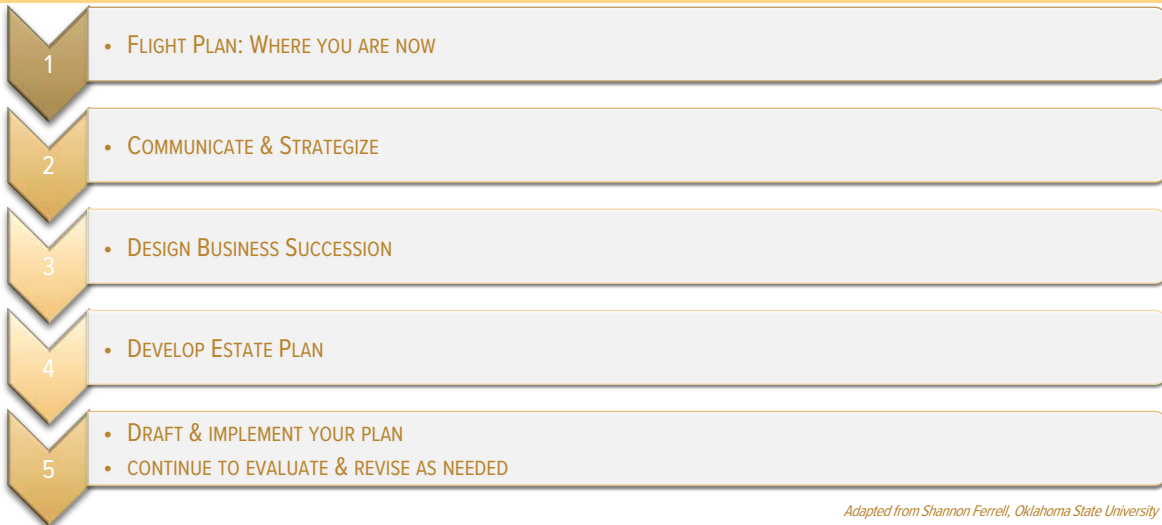 1
• FLIGHT PLAN: WHERE YOU ARE NOW
2
• COMMUNICATE & STRATEGIZE
3
• DESIGN BUSINESS SUCCESSION
4
• DEVELOP ESTATE PLAN
5
• DRAFT & IMPLEMENT YOUR PLAN
• CONTINUE TO EVALUATE & REVISE AS NEEDED
Adapted from Shannon Ferrell, Oklahoma State University